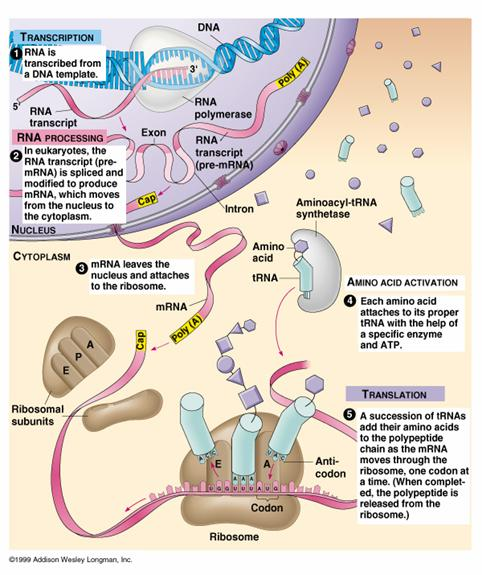 TRANSCRIPTION
1 RNA is
transcribed from
a DNA template.
DNA
3'
Poly (A)
5'
RNA
transcript
RNA
polymerase
RNA PROCESSING
2 In eukaryotes, the
RNA transcript (pre-
mRNA) is spliced and
modified to produce
mRNA, which moves
from the nucleus to
the cytoplasm.
Exon
RNA
transcript
(pre-mRNA)
Cap
Intron
NUCLEUS
CYTOPLASM
3 mRNA leaves the
nucleus and attaches
to the ribosome.
mRNA
Aminoacyl-tRNA
synthetase
Amino
acid
tRNA
AMINO ACID ACTIVATION
4 Each amino acid
attaches to its proper
tRNA with the help of
a specific enzyme
and ATP.
Cap
Poly (A)
E P A
Ribosomal
subunits
TRANSLATION
5 A succession of tRNAs
add their amino acids
to the polypeptide
chain as the mRNA
moves through the
ribosome, one codon at
a time. (When complet-
ed, the polypeptide is
released from the
ribosome.)
E
A
Anti-
codon
U G G U U U A U G
Codon
Ribosome
©1999 Addison Wesley Longman, Inc.